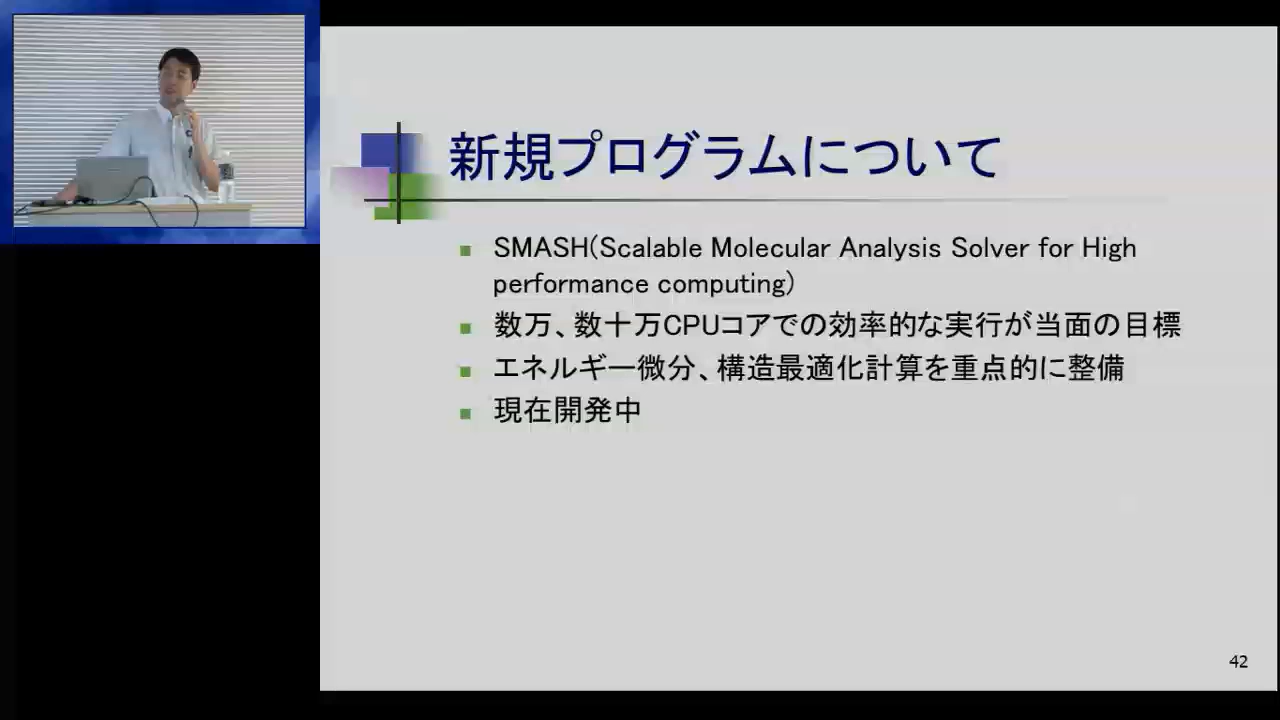 新規プログラムについて
SMASH(Scalable Molecular Analysis Solver for High
performance computing)
数万、数十万CPUコアでの効率的な実行が当面の目標
エネルギー微分、構造最適化計算を重点的に整備
現在開発中
42